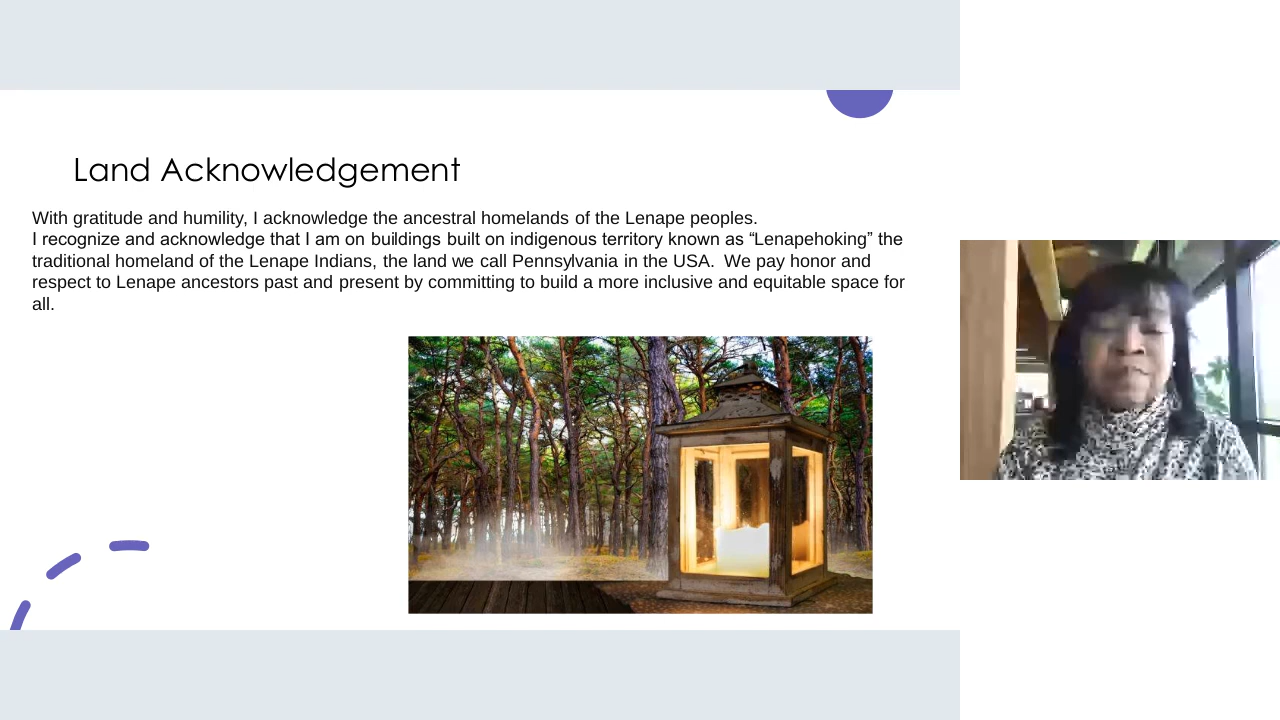 Land Acknowledgement
With gratitude and humility, I acknowledge the ancestral homelands of the Lenape peoples.
I recognize and acknowledge that I am on buildings built on indigenous territory known as “Lenapehoking” the
traditional homeland of the Lenape Indians, the land we call Pennsylvania in the USA.  We pay honor and
respect to Lenape ancestors past and present by committing to build a more inclusive and equitable space for
all.